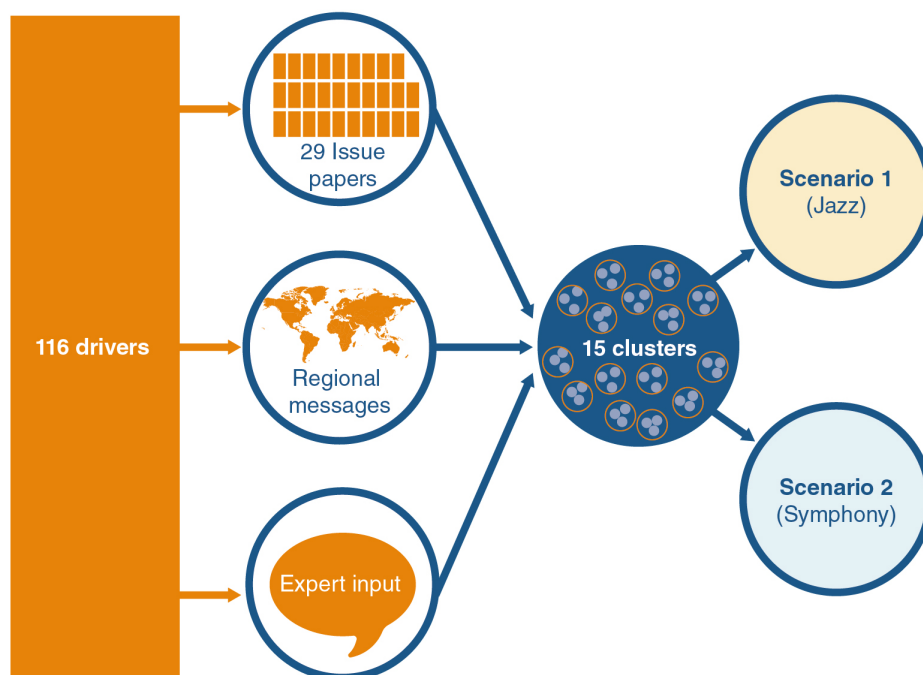 116 drivers
29 Issue
papers
Regional
messages
Expert input
15 clusters
Scenario 1
(Jazz)
Scenario 2
(Symphony)